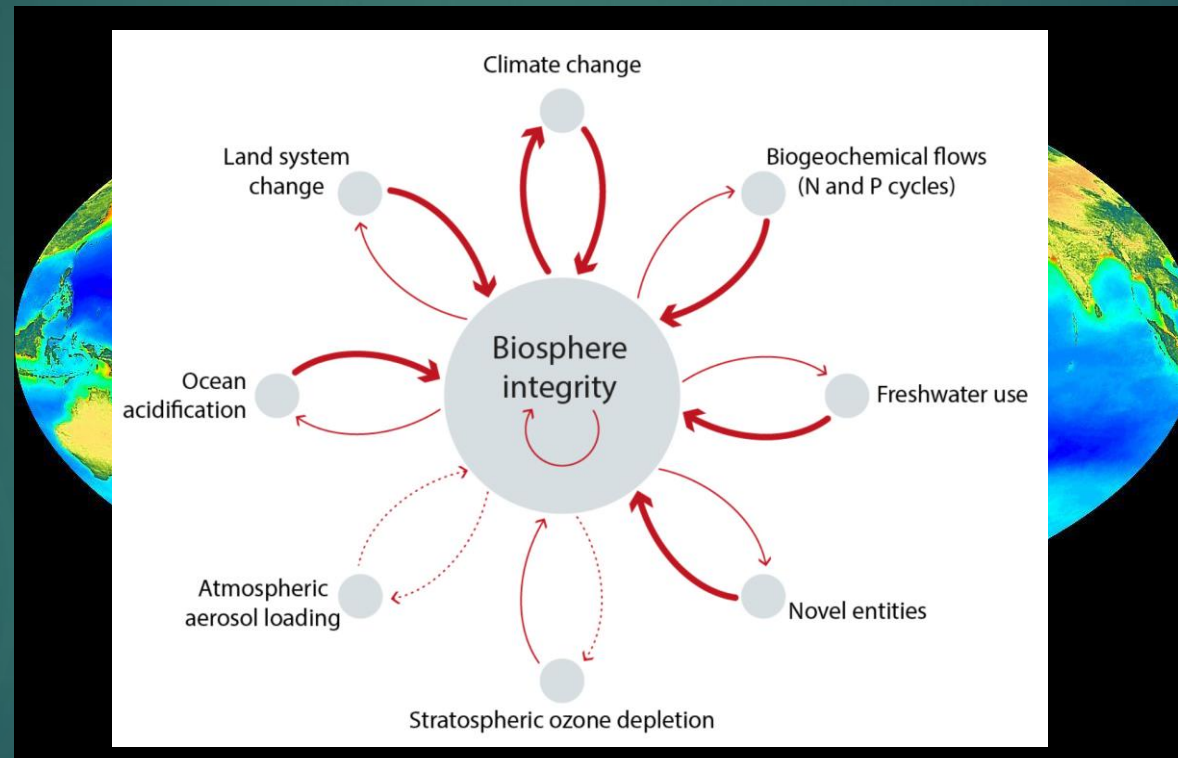 Climate change
Land system
change
Biogeochemical flows
(N and P cycles)
Biosphere
integrity
Ocean
acidification
Freshwater use
Atmospheric
aerosol loading
Novel entities
Stratospheric ozone depletion